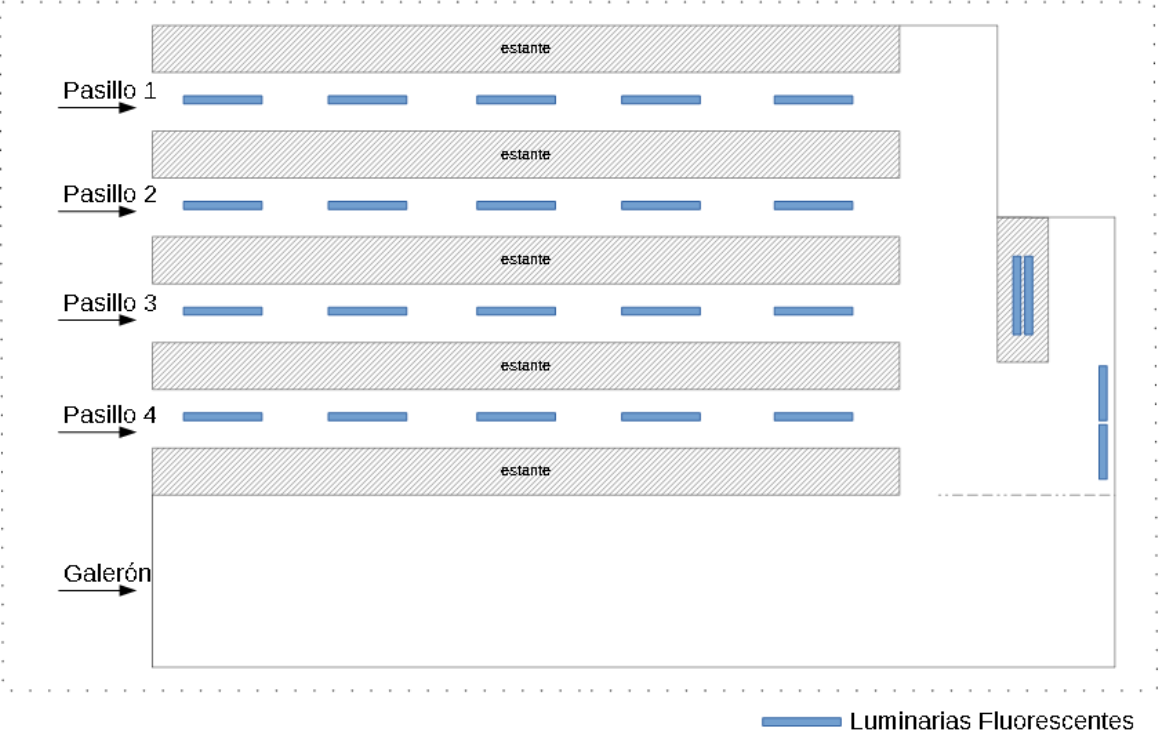 estante
Pasillo 1
estante
Pasillo 2
estante
Pasillo 3
estante
Pasillo 4
estante
Galerón
Luminarias Fluorescentes